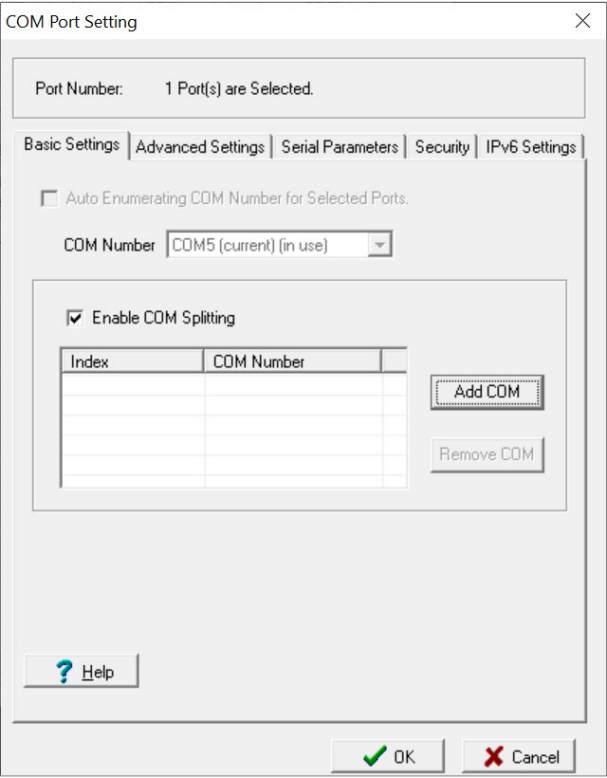 COM Port Setting
Port Number: 1 Port(s) are Selected.
Basic Settings Advanced Settings Serial Parameters Security IPv6 Settings
Auto Enumerating COM Number for Selected Ports.
COM Number COM5 (current) (in use)
Enable COM Splitting
Index COM Number
Add COM
Remove COM
? Help
OK Cancel